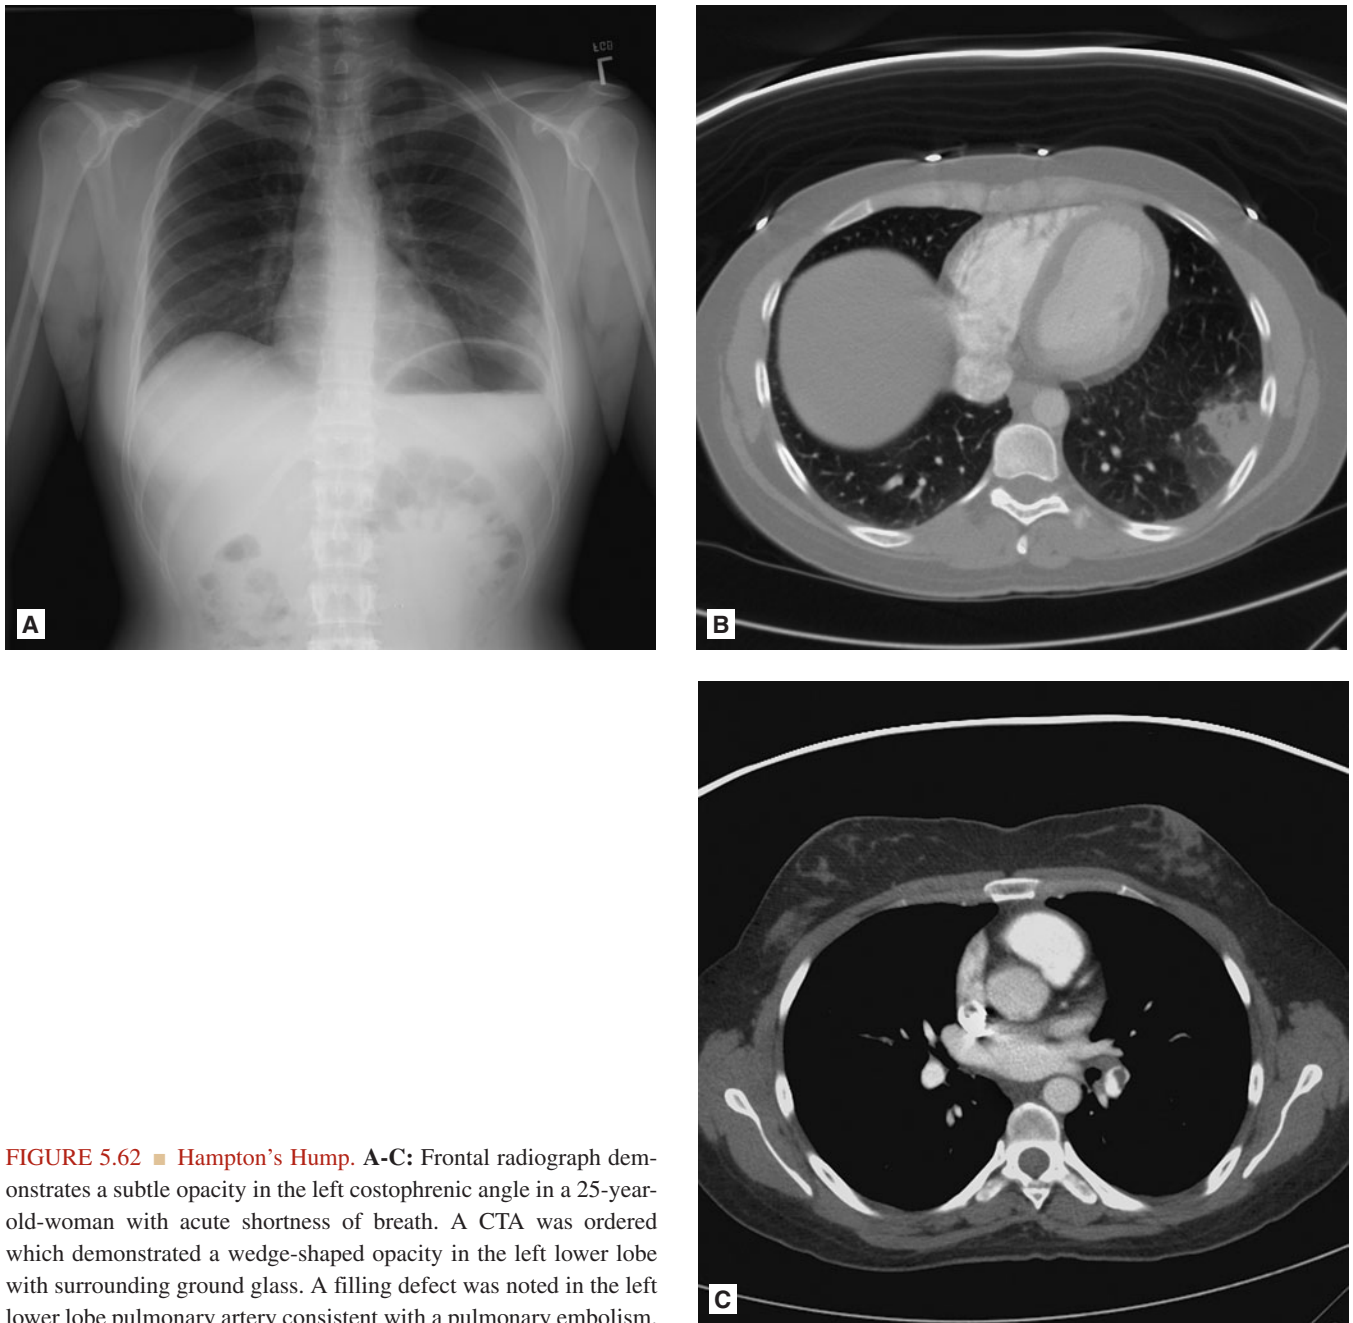 L
A
B
C
FIGURE 5.62 ■ Hampton’s Hump. A-C: Frontal radiograph dem-
onstrates a subtle opacity in the left costophrenic angle in a 25-year-
old-woman with acute shortness of breath. A CTA was ordered
which demonstrated a wedge-shaped opacity in the left lower lobe
with surrounding ground glass. A filling defect was noted in the left
lower lobe pulmonary artery consistent with a pulmonary embolism.